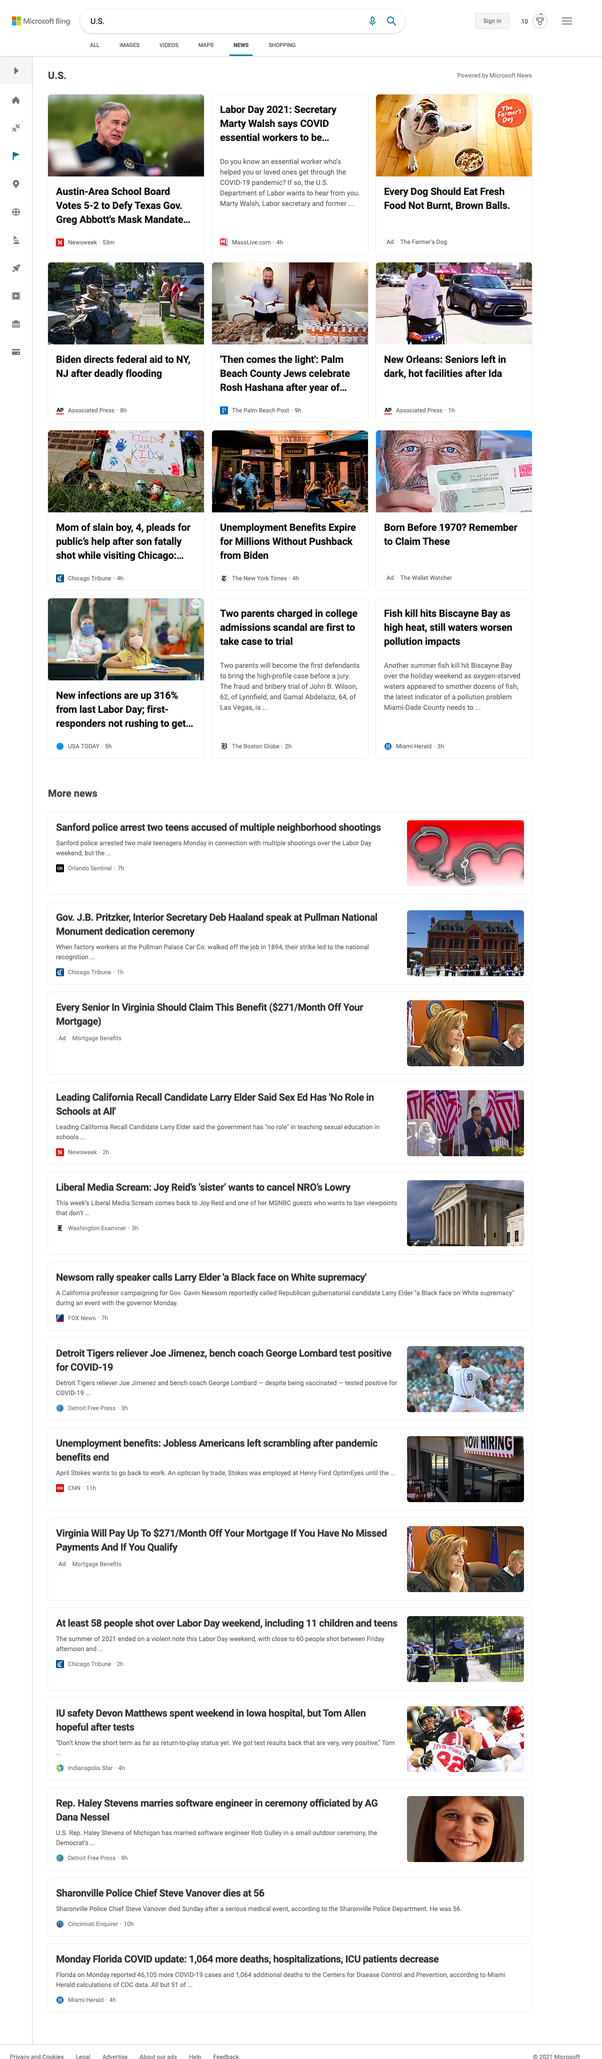 Microsoft Bing
U.S.
Sign in
10
ALL IMAGES VIDEOS MAPS NEWS SHOPPING
U.S.
Powered by Microsoft News
Austin-Area School Board
Votes 5-2 to Defy Texas Gov.
Greg Abbott's Mask Mandate...
Newsweek · 53m
Labor Day 2021: Secretary
Marty Walsh says COVID
essential workers to be...
Do you know an essential worker who's
helped you or loved ones get through the
COVID-19 pandemic? If so, the U.S.
Department of Labor wants to hear from you.
Marty Walsh, Labor secretary and former ...
MassLive.com · 4h
The Farmer's Dog
Every Dog Should Eat Fresh
Food Not Burnt, Brown Balls.
Ad The Farmer's Dog
Biden directs federal aid to NY,
NJ after deadly flooding
AP Associated Press · 8h
'Then comes the light': Palm
Beach County Jews celebrate
Rosh Hashana after year of...
The Palm Beach Post · 9h
New Orleans: Seniors left in
dark, hot facilities after Ida
AP Associated Press · 1h
KILLING
OUR
KIDS
Mom of slain boy, 4, pleads for
public's help after son fatally
shot while visiting Chicago:...
Chicago Tribune · 4h
Unemployment Benefits Expire
for Millions Without Pushback
from Biden
The New York Times · 4h
Born Before 1970? Remember
to Claim These
Ad The Wallet Watcher
New infections are up 316%
from last Labor Day; first-
responders not rushing to get...
USA TODAY · 5h
Two parents charged in college
admissions scandal are first to
take case to trial
Two parents will become the first defendants
to bring the high-profile case before a jury.
The fraud and bribery trial of John B. Wilson,
62, of Lynnfield, and Gamal Abdelaziz, 64, of
Las Vegas, is ...
The Boston Globe · 2h
Fish kill hits Biscayne Bay as
high heat, still waters worsen
pollution impacts
Another summer fish kill hit Biscayne Bay
over the holiday weekend as oxygen-starved
waters appeared to smother dozens of fish,
the latest indicator of a pollution problem
Miami-Dade County needs to ...
Miami Herald · 3h
More news
Sanford police arrest two teens accused of multiple neighborhood shootings
Sanford police arrested two male teenagers Monday in connection with multiple shootings over the Labor Day
weekend, but the ...
OS Orlando Sentinel · 7h
Gov. J.B. Pritzker, Interior Secretary Deb Haaland speak at Pullman National
Monument dedication ceremony
When factory workers at the Pullman Palace Car Co. walked off the job in 1894, their strike led to the national
recognition ...
Chicago Tribune · 1h
Every Senior In Virginia Should Claim This Benefit ($271/Month Off Your
Mortgage)
Ad Mortgage Benefits
Leading California Recall Candidate Larry Elder Said Sex Ed Has 'No Role in
Schools at All'
Leading California Recall Candidate Larry Elder said the government has "no role" in teaching sexual education in
schools ...
Newsweek · 2h
Liberal Media Scream: Joy Reid's 'sister' wants to cancel NRO's Lowry
This week's Liberal Media Scream comes back to Joy Reid and one of her MSNBC guests who wants to ban viewpoints
that don't ...
Washington Examiner · 3h
Newsom rally speaker calls Larry Elder 'a Black face on White supremacy'
A California professor campaigning for Gov. Gavin Newsom reportedly called Republican gubernatorial candidate Larry Elder "a Black face on White supremacy"
during an event with the governor Monday.
FOX News · 7h
Detroit Tigers reliever Joe Jimenez, bench coach George Lombard test positive
for COVID-19
Detroit Tigers reliever Joe Jimenez and bench coach George Lombard — despite being vaccinated — tested positive for
COVID-19 ...
Detroit Free Press · 3h
Unemployment benefits: Jobless Americans left scrambling after pandemic
benefits end
April Stokes wants to go back to work. An optician by trade, Stokes was employed at Henry Ford OptimEyes until the ...
CNN · 11h
NOW HIRING
Virginia Will Pay Up To $271/Month Off Your Mortgage If You Have No Missed
Payments And If You Qualify
Ad Mortgage Benefits
At least 58 people shot over Labor Day weekend, including 11 children and teens
The summer of 2021 ended on a violent note this Labor Day weekend, with close to 60 people shot between Friday
afternoon and ...
Chicago Tribune · 2h
IU safety Devon Matthews spent weekend in Iowa hospital, but Tom Allen
hopeful after tests
"Don't know the short term as far as return-to-play status yet. We got test results back that are very, very positive,' Tom
...
Indianapolis Star · 4h
Rep. Haley Stevens marries software engineer in ceremony officiated by AG
Dana Nessel
U.S. Rep. Haley Stevens of Michigan has married software engineer Rob Gulley in a small outdoor ceremony, the
Democrat's ...
Detroit Free Press · 9h
Sharonville Police Chief Steve Vanover dies at 56
Sharonville Police Chief Steve Vanover died Sunday after a serious medical event, according to the Sharonville Police Department. He was 56.
Cincinnati Enquirer · 10h
Monday Florida COVID update: 1,064 more deaths, hospitalizations, ICU patients decrease
Florida on Monday reported 46,105 more COVID-19 cases and 1,064 additional deaths to the Centers for Disease Control and Prevention, according to Miami
Herald calculations of CDC data. All but 51 of ...
Miami Herald · 4h
Privacy and Cookies Legal Advertise About our ads Help Feedback
© 2021 Microsoft